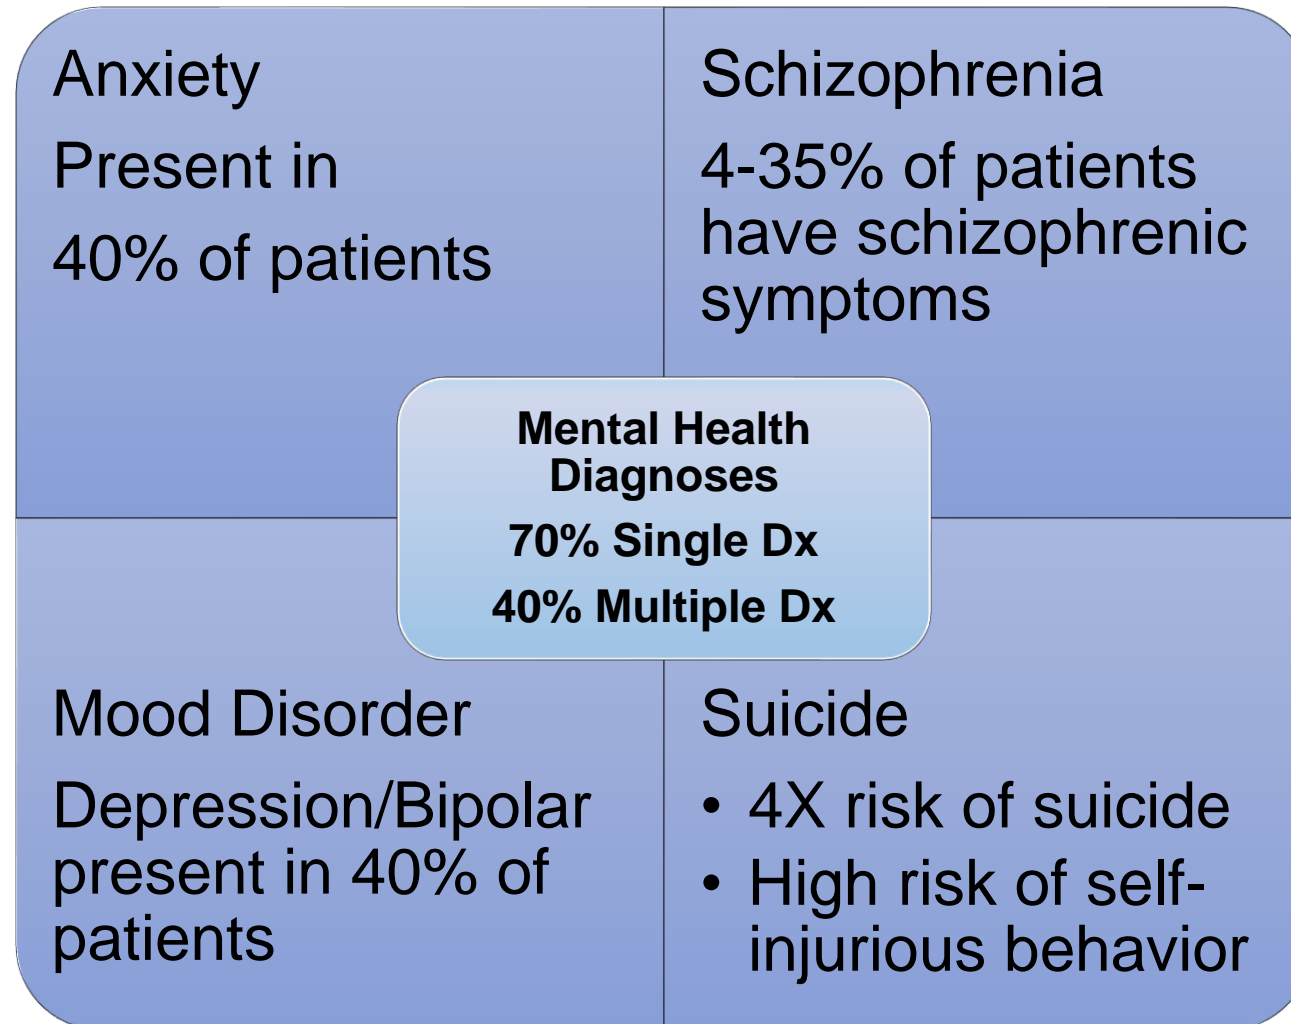 Anxiety
Present in
40% of patients
Schizophrenia
4-35% of patients
have schizophrenic
symptoms
Mental Health
Diagnoses
70% Single Dx
40% Multiple Dx
Mood Disorder
Depression/Bipolar
present in 40% of
patients
Suicide
• 4X risk of suicide
• High risk of self-
injurious behavior